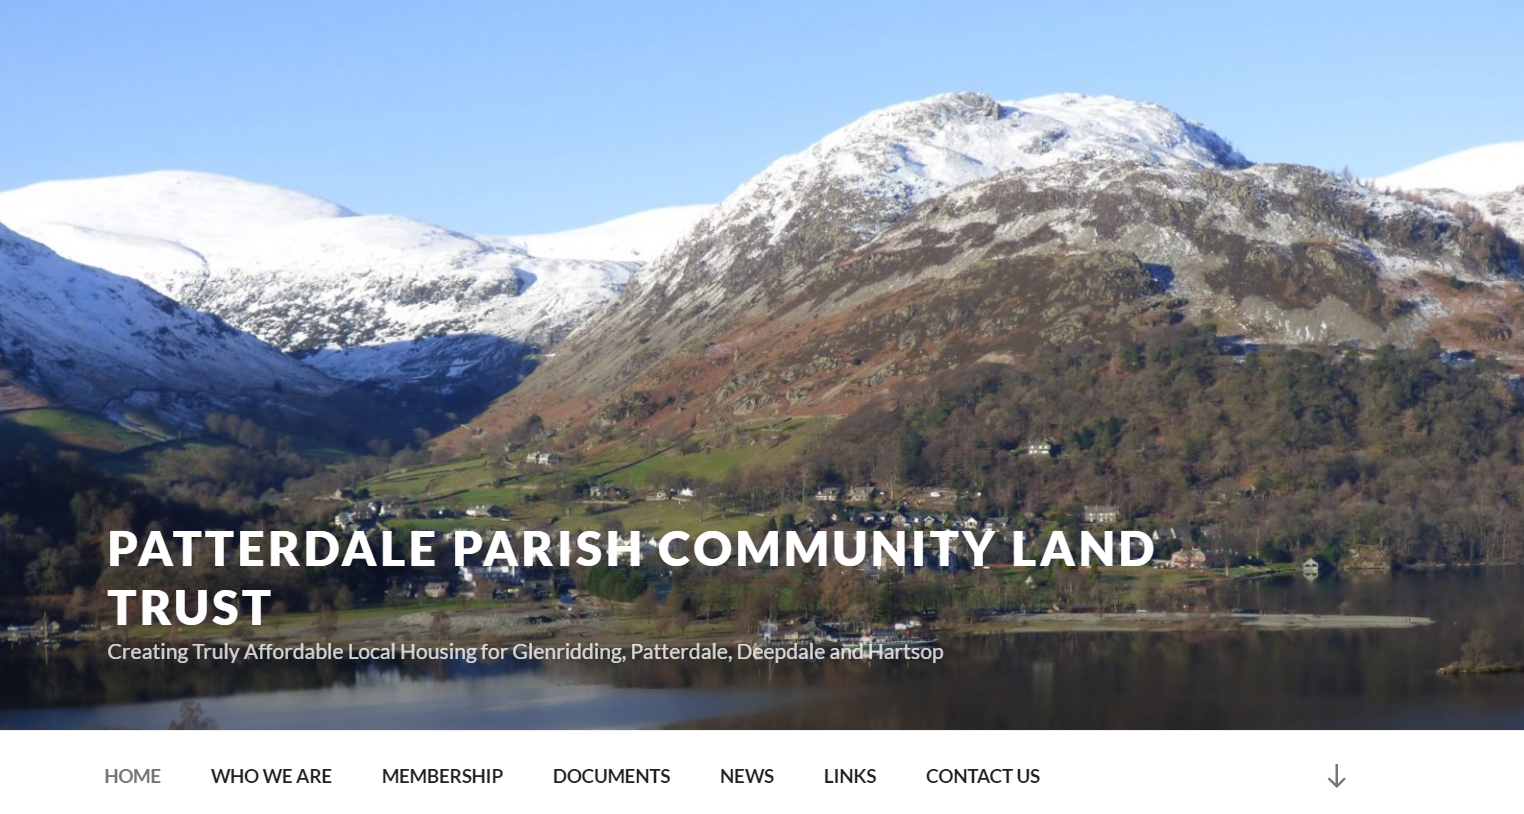 PATTERDALE PARISH COMMUNITY LAND
TRUST
Creating Truly Affordable Local Housing for Glenridding, Patterdale, Deepdale and Hartsop
HOME WHO WE ARE MEMBERSHIP DOCUMENTS NEWS LINKS CONTACT US